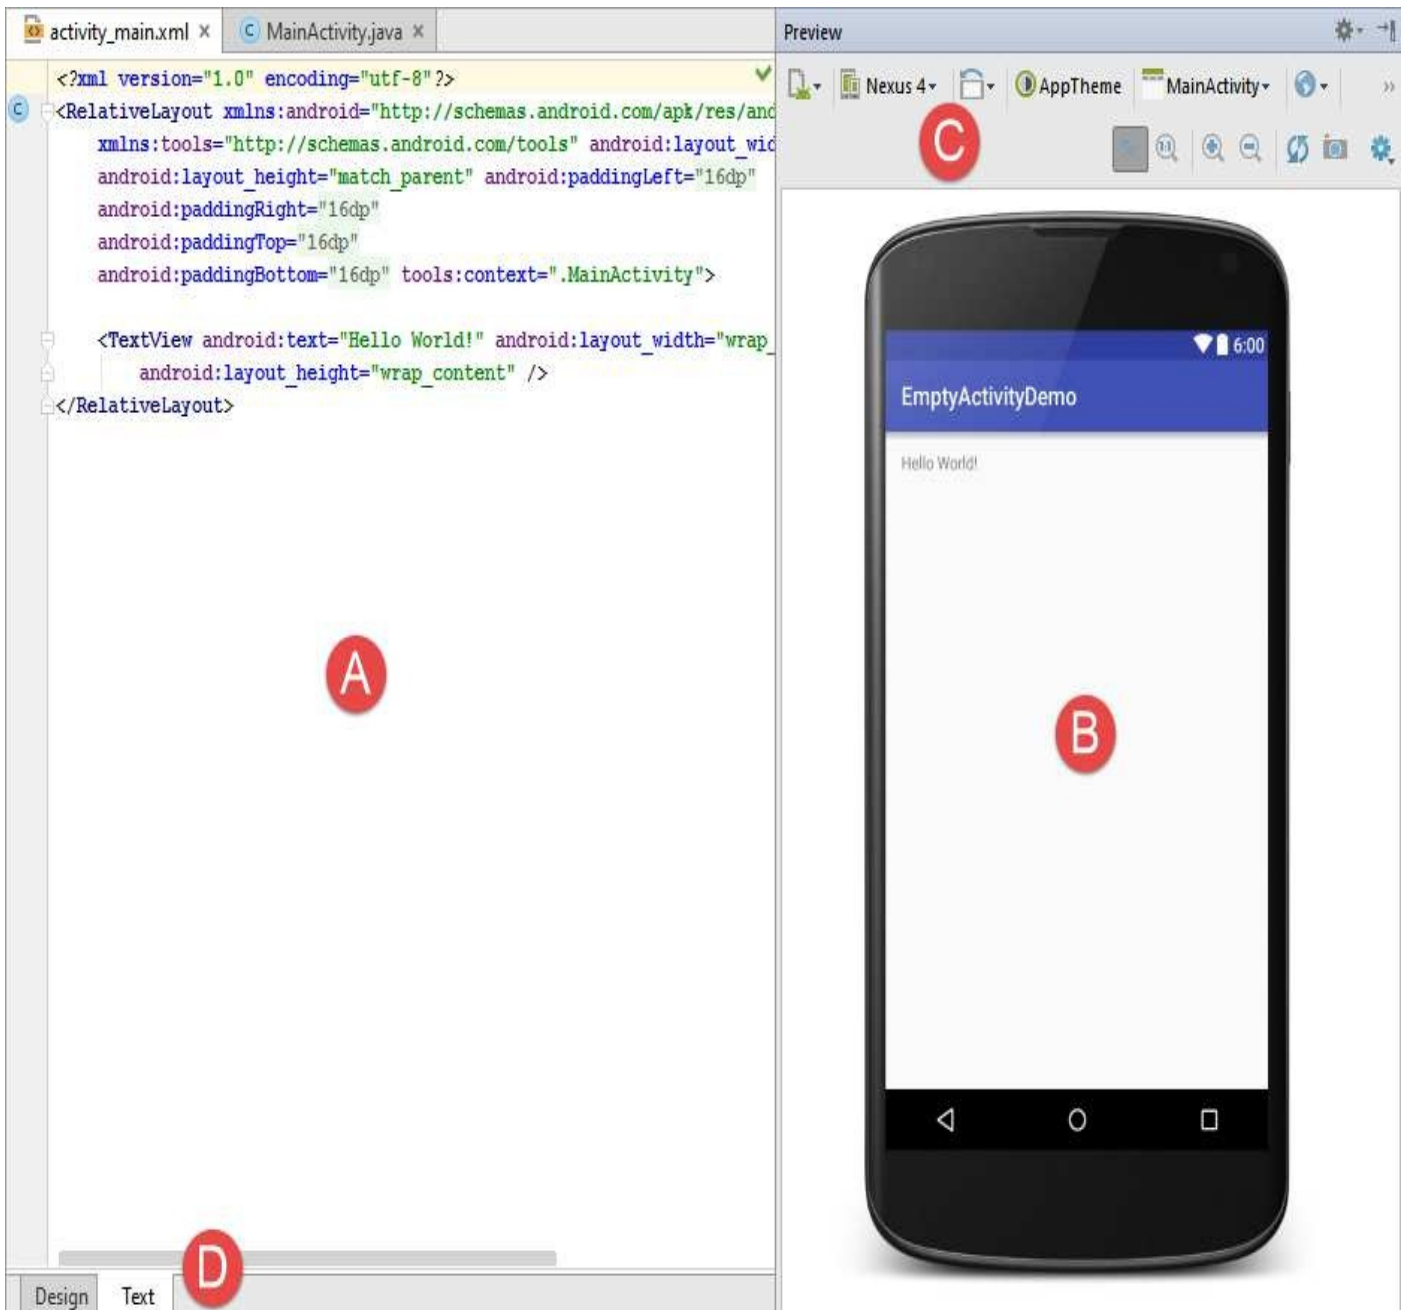 activity_main.xml × C MainActivity.java ×
<?xml version="1.0" encoding="utf-8"?>
C <RelativeLayout xmlns:android="http://schemas.android.com/apk/res/and
xmlns:tools="http://schemas.android.com/tools" android:layout_wid
android:layout_height="match_parent" android:paddingLeft="16dp"
android:paddingRight="16dp"
android:paddingTop="16dp"
android:paddingBottom="16dp" tools:context=".MainActivity">
<TextView android:text="Hello World!" android:layout_width="wrap_
android:layout_height="wrap_content" />
</RelativeLayout>
A
D
Design Text
Preview
Nexus 4 AppTheme MainActivity
C
1:1
6:00
EmptyActivityDemo
Hello World!
B